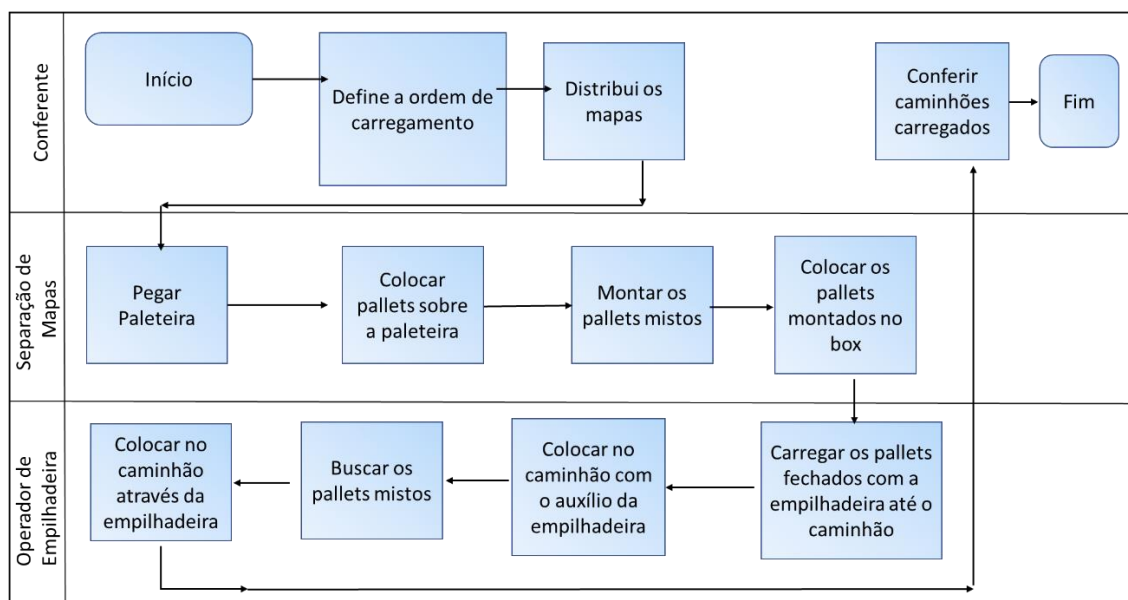 Conferente
Início
Define a ordem de
carregamento
Distribui os
mapas
Conferir
caminhões
carregados
Fim
Separação de
Mapas
Pegar
Paleteira
Colocar
pallets sobre
a paleteira
Montar os
pallets mistos
Colocar os
pallets
montados no
box
Operador de
Empilhadeira
Colocar no
caminhão
através da
empilhadeira
Buscar os
pallets mistos
Colocar no
caminhão com
o auxílio da
empilhadeira
Carregar os pallets
fechados com a
empilhadeira até o
caminhão